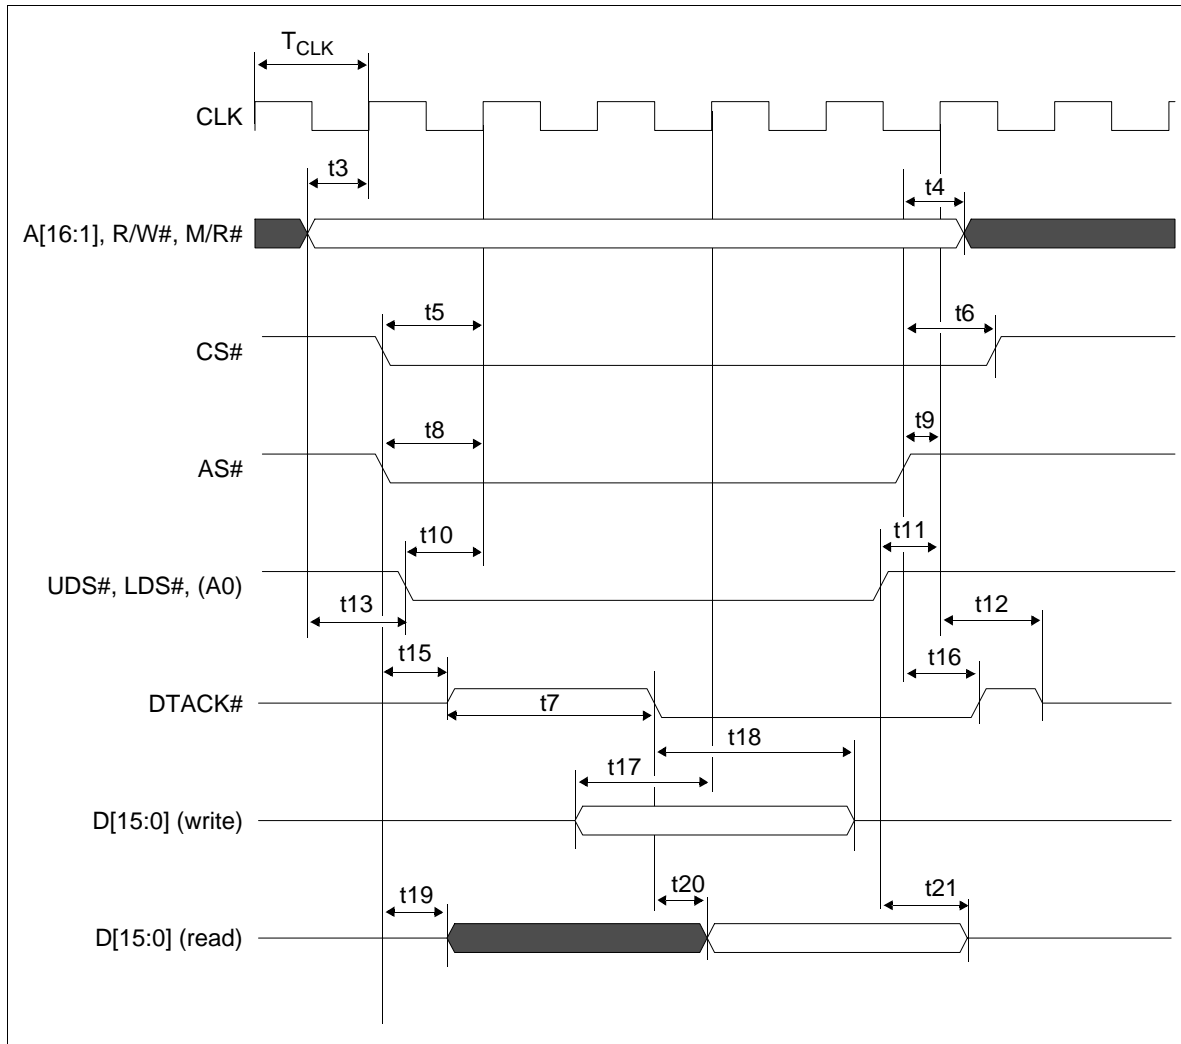 TCLK
CLK
t3
t4
A[16:1], R/W#, M/R#
t5
t6
CS#
t8
t9
AS#
t10
t11
UDS#, LDS#, (A0)
t13
t12
t15
t16
DTACK#
t7
t18
t17
D[15:0] (write)
t19
t20
t21
D[15:0] (read)